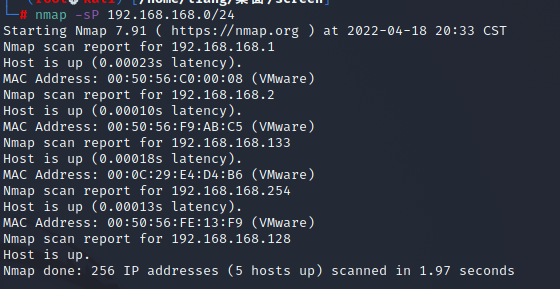 (root💀kali)-[/home/liang/桌面/screen]
# nmap -sP 192.168.168.0/24
Starting Nmap 7.91 ( https://nmap.org ) at 2022-04-18 20:33 CST
Nmap scan report for 192.168.168.1
Host is up (0.00023s latency).
MAC Address: 00:50:56:C0:00:08 (VMware)
Nmap scan report for 192.168.168.2
Host is up (0.00010s latency).
MAC Address: 00:50:56:F9:AB:C5 (VMware)
Nmap scan report for 192.168.168.133
Host is up (0.00018s latency).
MAC Address: 00:0C:29:E4:D4:B6 (VMware)
Nmap scan report for 192.168.168.254
Host is up (0.00013s latency).
MAC Address: 00:50:56:FE:13:F9 (VMware)
Nmap scan report for 192.168.168.128
Host is up.
Nmap done: 256 IP addresses (5 hosts up) scanned in 1.97 seconds